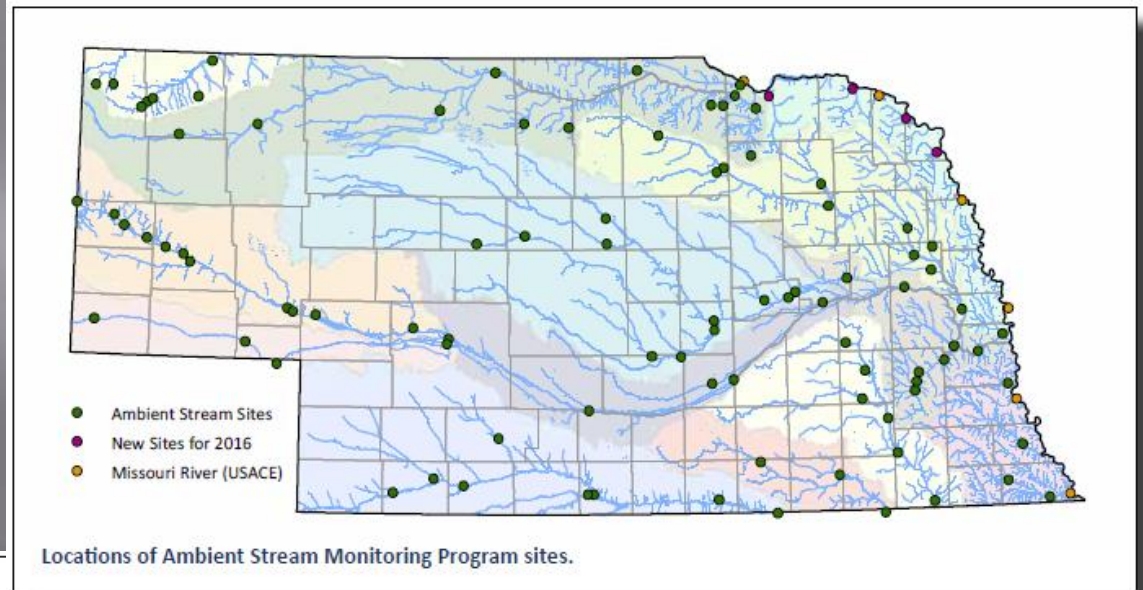 Ambient Stream Sites
New Sites for 2016
Missouri River (USACE)
Locations of Ambient Stream Monitoring Program sites.